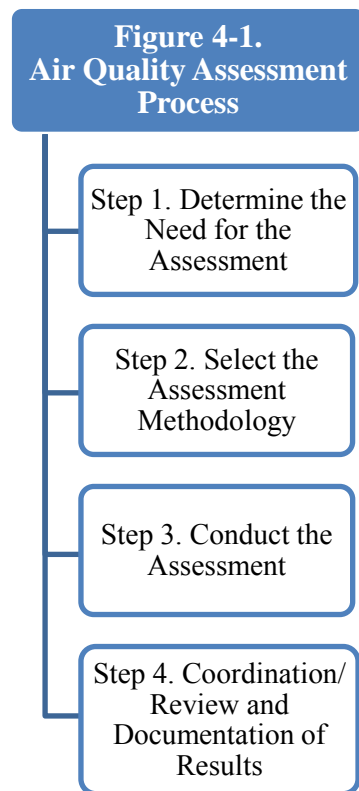 Figure 4-1.
Air Quality Assessment
Process
Step 1. Determine the
Need for the
Assessment
Step 2. Select the
Assessment
Methodology
Step 3. Conduct the
Assessment
Step 4. Coordination/
Review and
Documentation of
Results